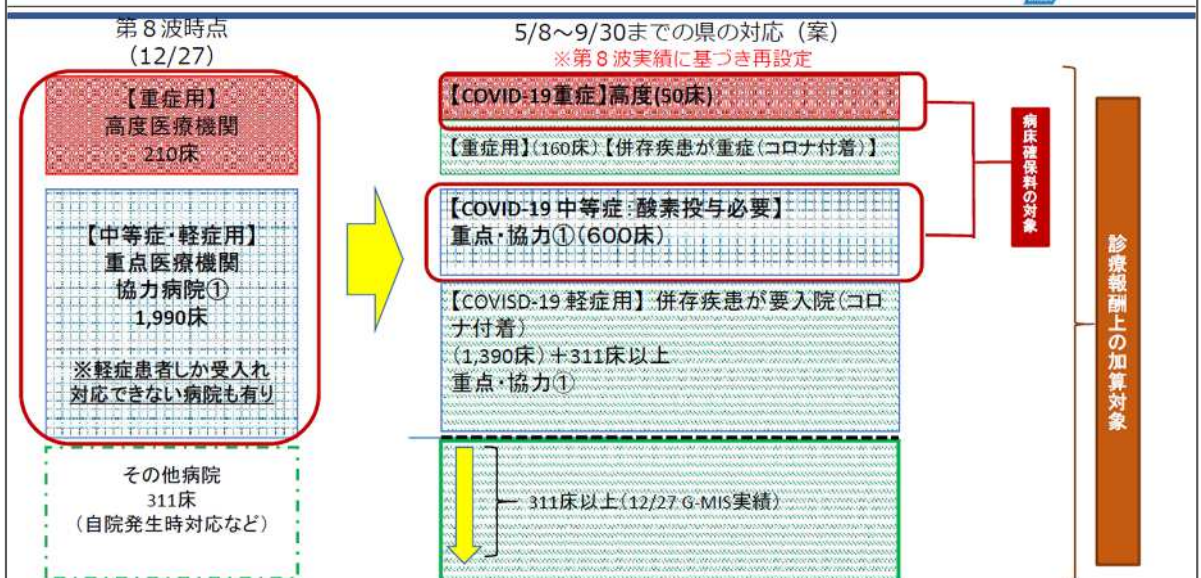 第8波時点
(12/27)
【重症用】
高度医療機関
210床
【中等症・軽症用】
重点医療機関
協力病院①
1,990床
※軽症患者しか受入れ
対応できない病院も有り
その他病院
311床
(自院発生時対応など)
5/8～9/30までの県の対応(案)
※第8波実績に基づき再設定
【COVID-19重症】高度(50床)
【重症用】(160床)【併存疾患が重症(コロナ付着)】
【COVID-19 中等症:酸素投与必要】
重点・協力①(600床)
【COVISD-19 軽症用】 併存疾患が要入院(コロ
ナ付着)
(1,390床)+311床以上
重点・協力①
311床以上(12/27 G-MIS実績)
病床確保料の対象
診療報酬上の加算対象